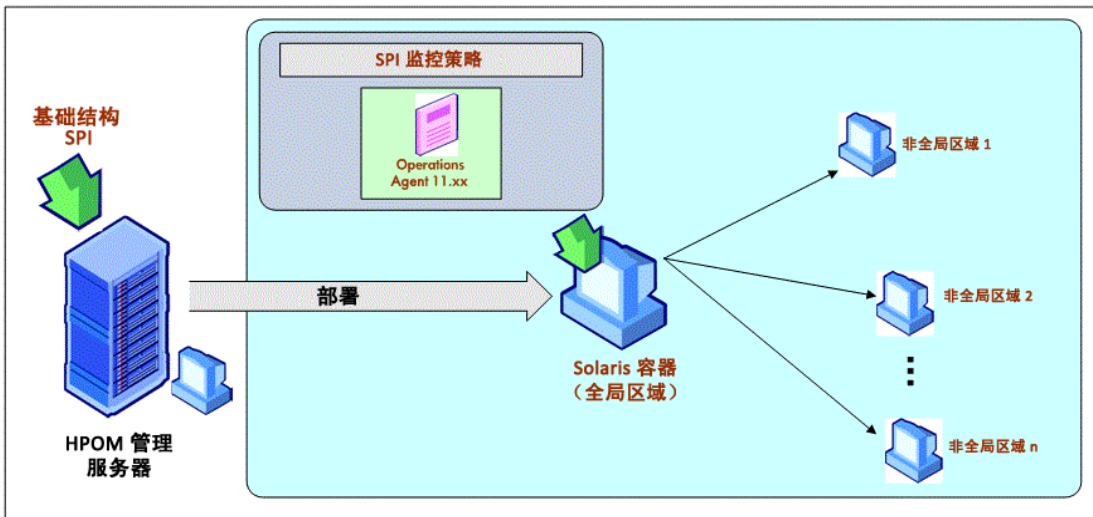 SPI 监控策略
Operations
Agent 11.xx
基础结构
SPI
HPOM 管理
服务器
部署
Solaris 容器
（全局区域）
非全局区域 1
非全局区域 2
非全局区域 n